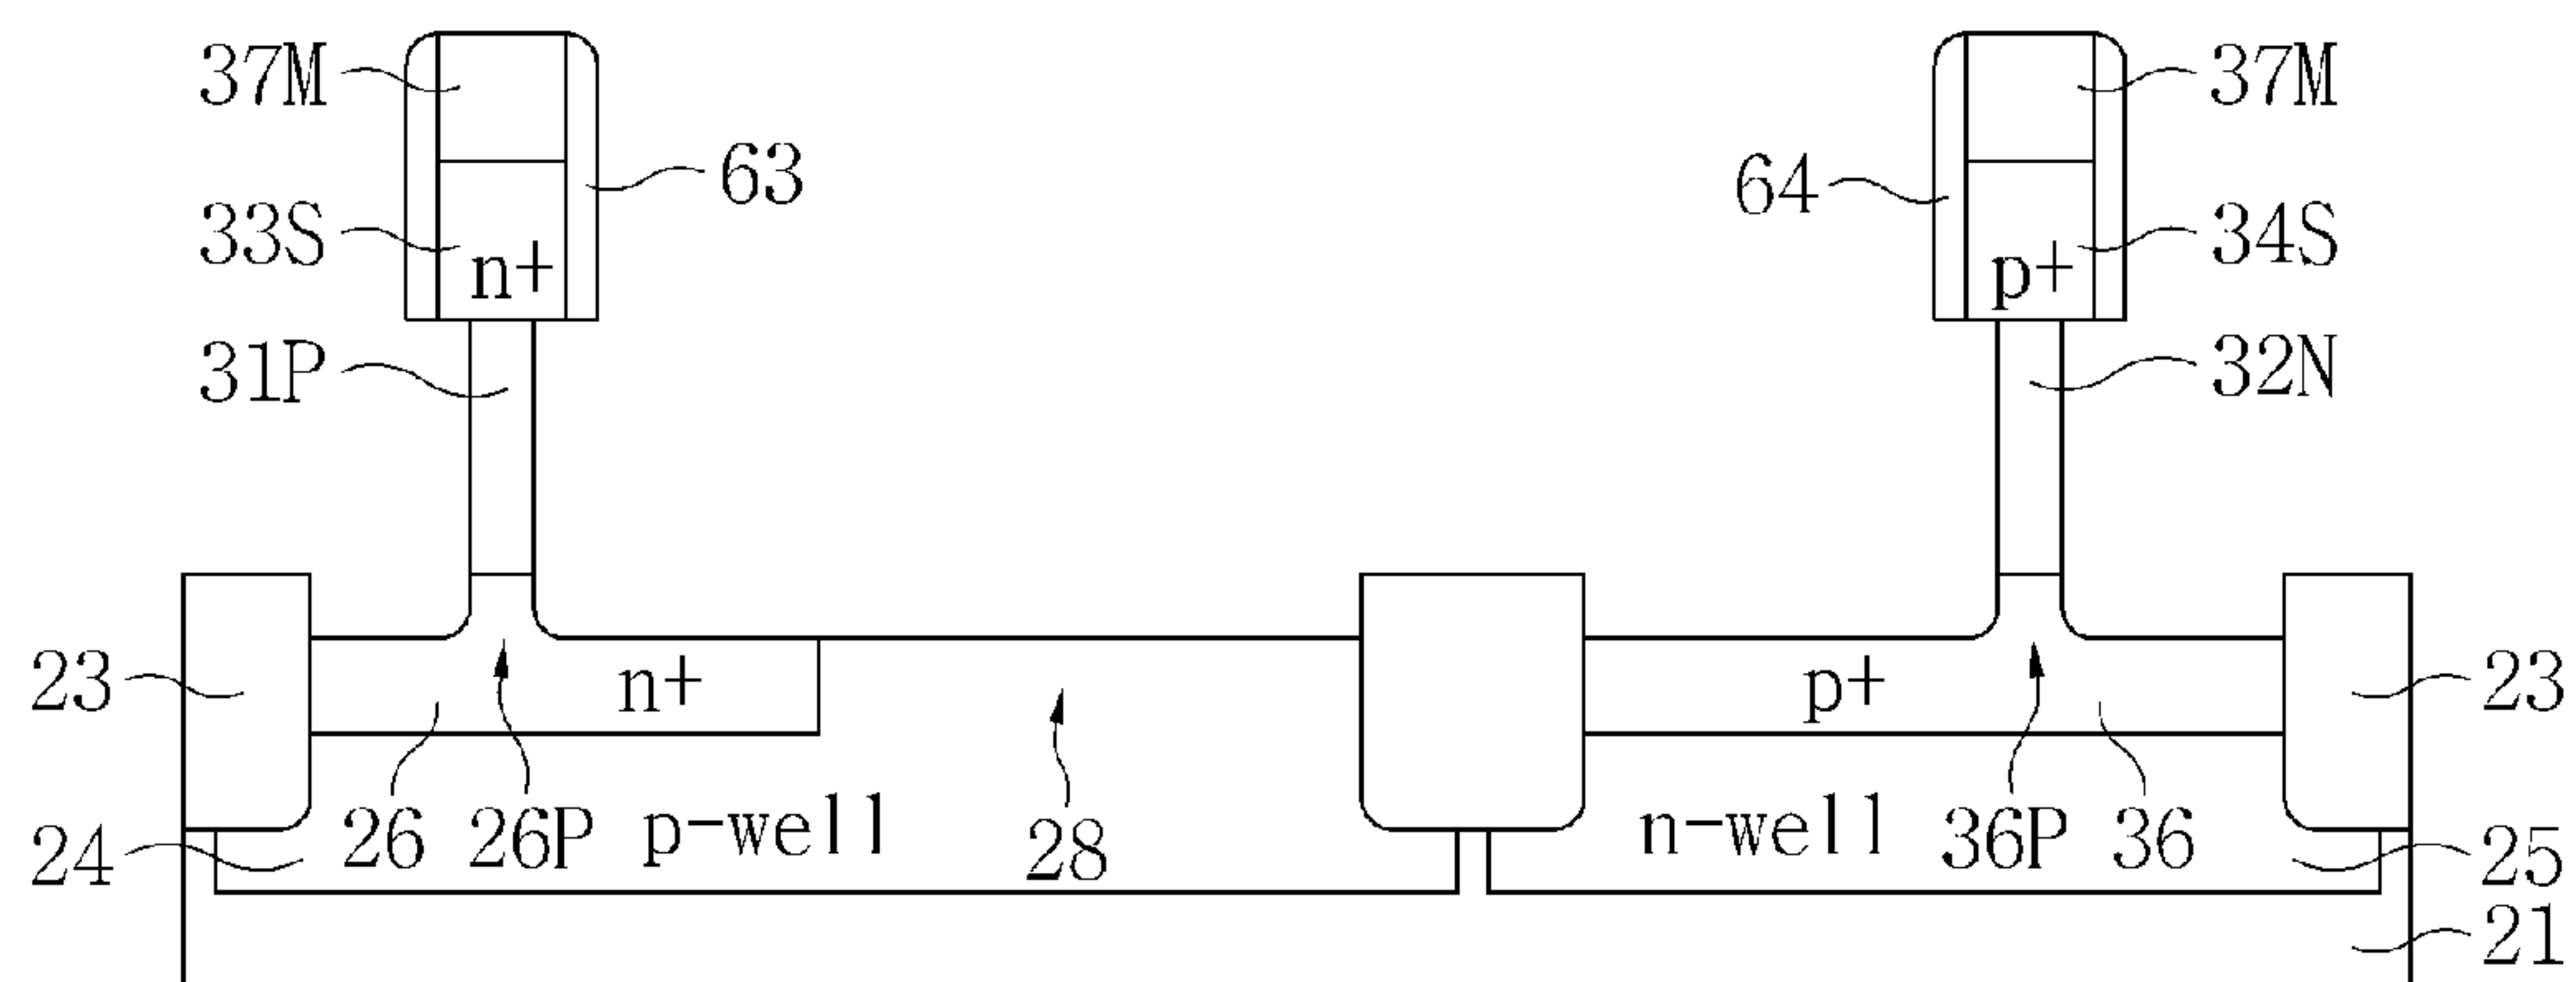 37M 37M
63 64
33S n+ p+ 34S
31P 32N
23 n+ p+ 23
24 26 26P p-well 28 n-well 36P 36 25
21